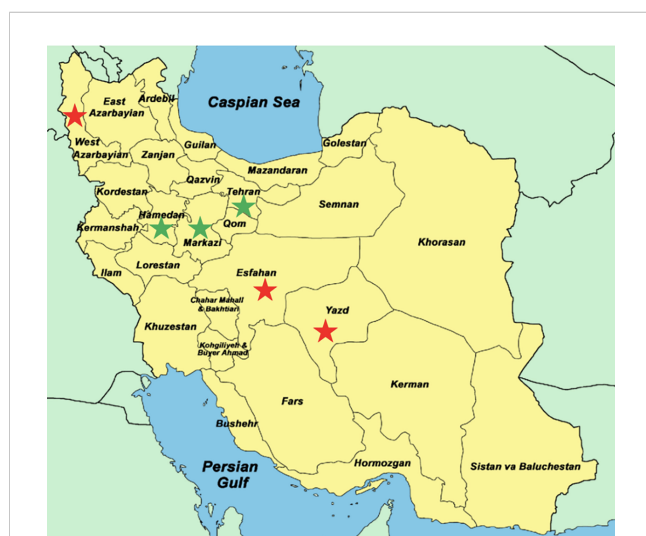 Caspian Sea
East
Azarbayian
Ardebil
West
Azarbayian
Zanjan
Guilan
Golestan
Qazvin
Mazandaran
Kordestan
Tehran
Semnan
Hamedan
Kermanshah
Markazi
Qom
Khorasan
Ilam
Lorestan
Esfahan
Chahar Mahall
& Bakhtiari
Yazd
Khuzestan
Kohgiliyeh &
Buyer Ahmad
Kerman
Fars
Bushehr
Persian
Gulf
Hormozgan
Sistan va Baluchestan